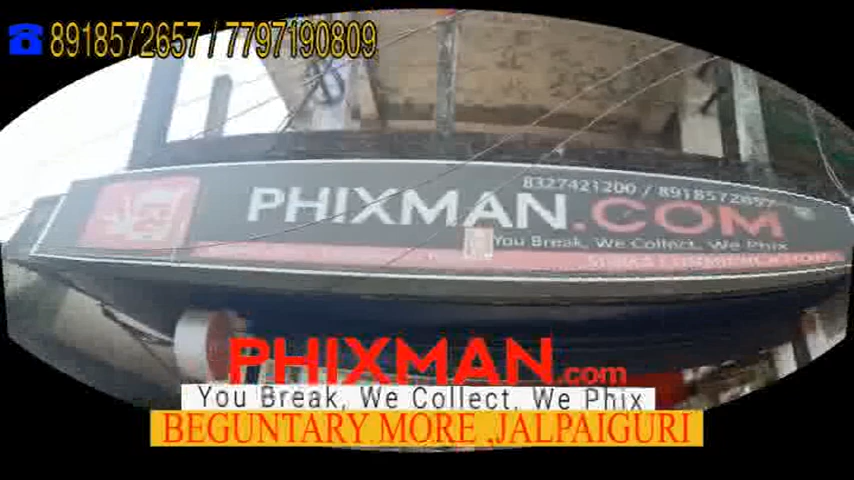 ☎ 8918572657 / 7797190809
8327421200 / 8918572657
PHIXMAN.COM
You Break, We Collect, We Phix
PHIXMAN.com
You Break, We Collect, We Phix
BEGUNTARY MORE ,JALPAIGURI